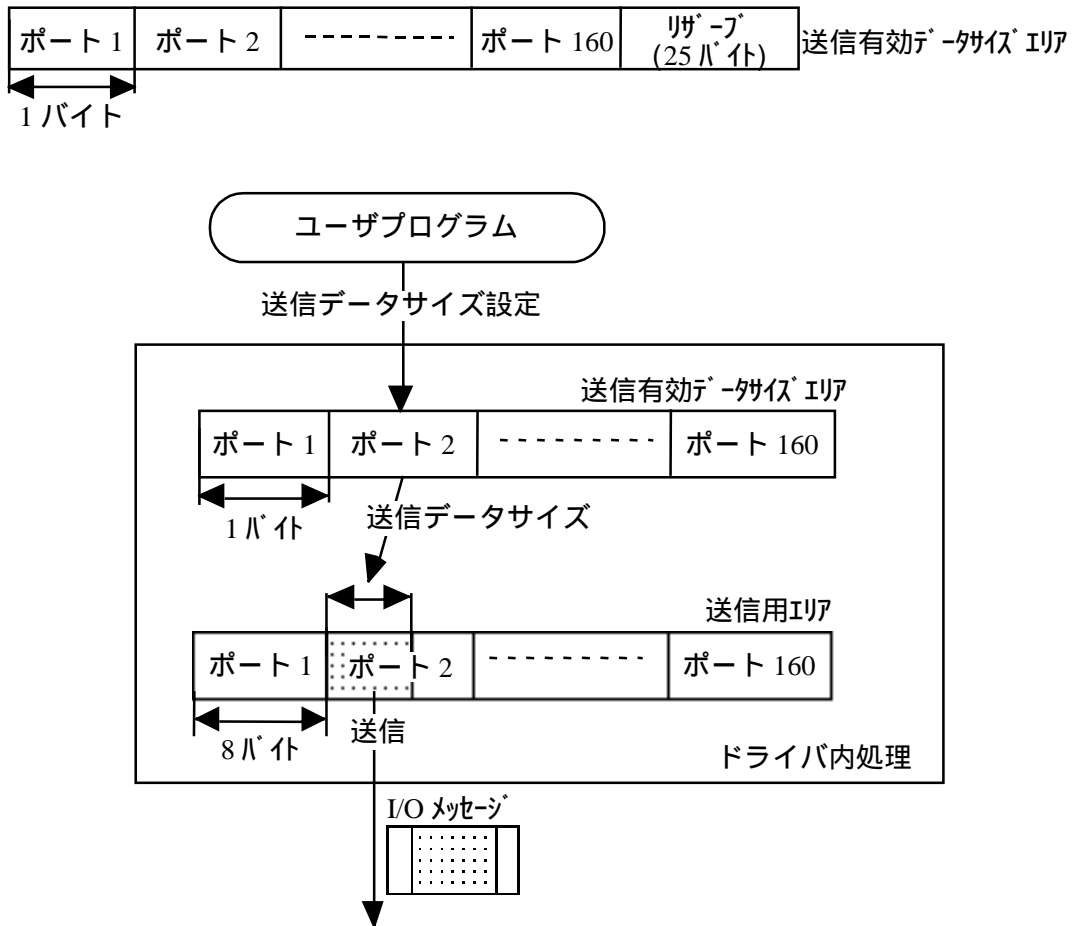 ポート 1 ポート 2 ポート 160 ﾘｻﾞｰﾌﾞ
(25 ﾊﾞｲﾄ) 送信有効ﾃﾞｰﾀｻｲｽﾞｴﾘｱ
1 バイト
ユーザプログラム
送信データサイズ設定
送信有効ﾃﾞｰﾀｻｲｽﾞｴﾘｱ
ポート 1 ポート 2 ポート 160
1 ﾊﾞｲﾄ
送信データサイズ
送信用ｴﾘｱ
ポート 1 ポート 2 ポート 160
8 ﾊﾞｲﾄ
送信
ドライバ内処理
I/O ﾒｯｾｰｼﾞ